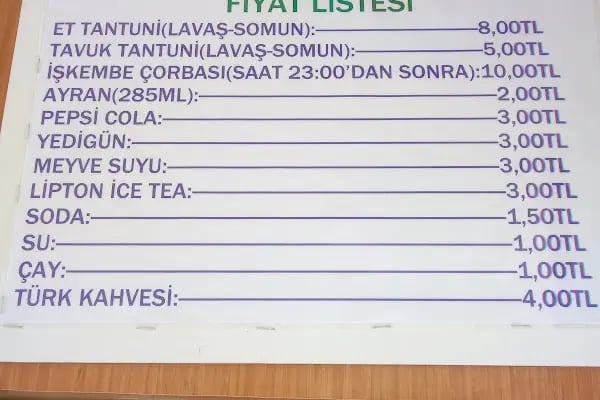 FİYAT LİSTESİ
ET TANTUNİ(LAVAŞ-SOMUN):8,00TL
TAVUK TANTUNİ(LAVAŞ-SOMUN):5,00TL
İŞKEMBE ÇORBASI(SAAT 23:00'DAN SONRA):10,00TL
AYRAN(285ML):2,00TL
PEPSİ COLA:3,00TL
YEDİGÜN:3,00TL
MEYVE SUYU:3,00TL
LİPTON İCE TEA:3,00TL
SODA:1,50TL
SU:1,00TL
ÇAY:1,00TL
TÜRK KAHVESİ:4,00TL